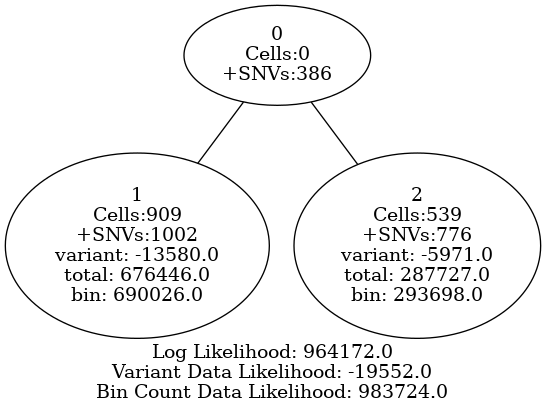 0
Cells:0
+SNVs:386
1
Cells:909
+SNVs:1002
variant: -13580.0
total: 676446.0
bin: 690026.0
2
Cells:539
+SNVs:776
variant: -5971.0
total: 287727.0
bin: 293698.0
Log Likelihood: 964172.0
Variant Data Likelihood: -19552.0
Bin Count Data Likelihood: 983724.0